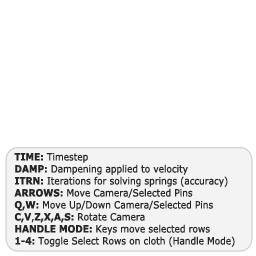 TIME: Timestep
DAMP: Dampening applied to velocity
ITRN: Iterations for solving springs (accuracy)
ARROWS: Move Camera/Selected Pins
Q,W: Move Up/Down Camera/Selected Pins
C,V,Z,X,A,S: Rotate Camera
HANDLE MODE: Keys move selected rows
1-4: Toggle Select Rows on cloth (Handle Mode)